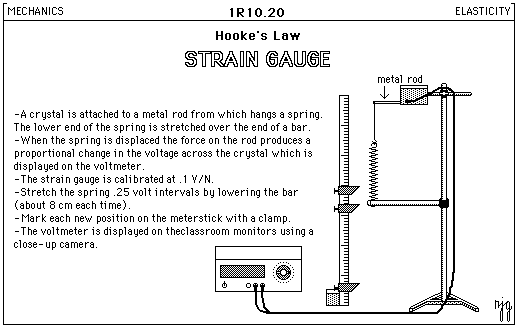 MECHANICS
1R10.20
ELASTICITY
Hooke's Law
STRAIN GAUGE
metal rod
-A crystal is attached to a metal rod from which hangs a spring.
The lower end of the spring is stretched over the end of a bar.
-When the spring is displaced the force on the rod produces a
proportional change in the voltage across the crystal which is
displayed on the voltmeter.
-The strain gauge is calibrated at .1 V/N.
-Stretch the spring .25 volt intervals by lowering the bar
(about 8 cm each time).
-Mark each new position on the meterstick with a clamp.
-The voltmeter is displayed on theclassroom monitors using a
close-up camera.
njg